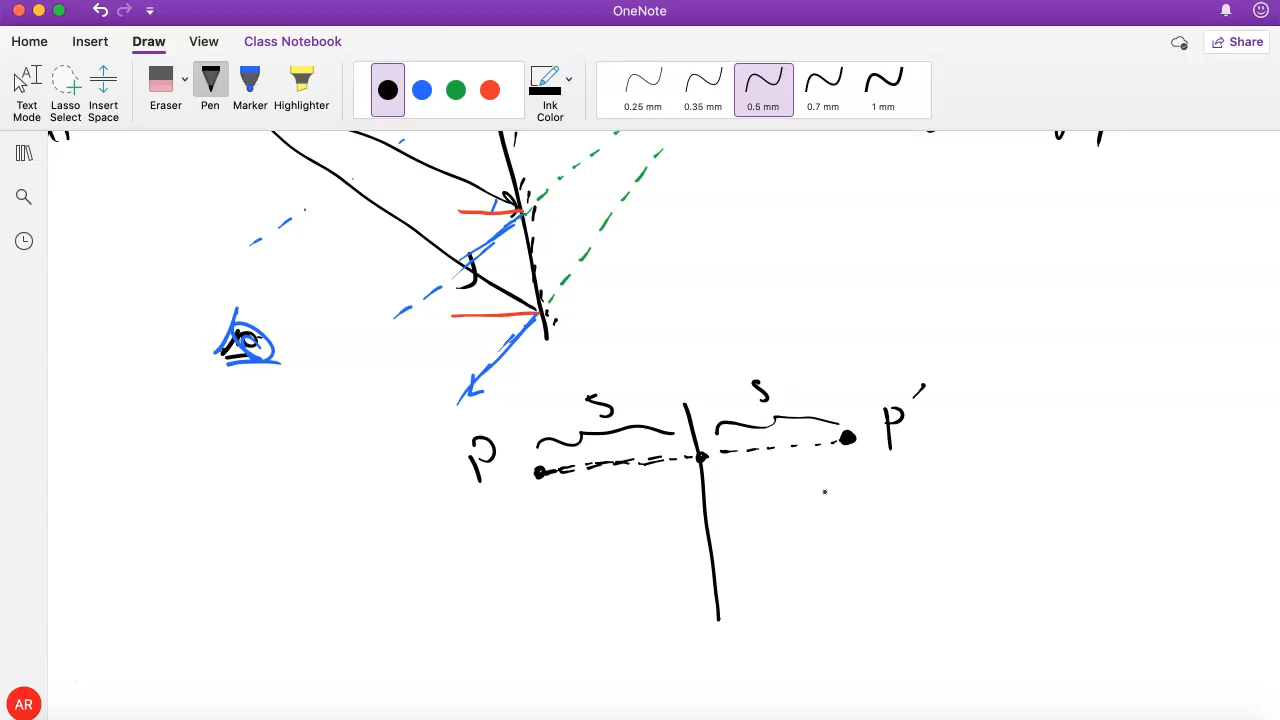 OneNote
Home Insert Draw View Class Notebook Share
Text Mode
Lasso Select
Insert Space
Eraser
Pen
Marker
Highlighter
Ink Color
0.25 mm
0.35 mm
0.5 mm
0.7 mm
1 mm
S S
P P'
AR